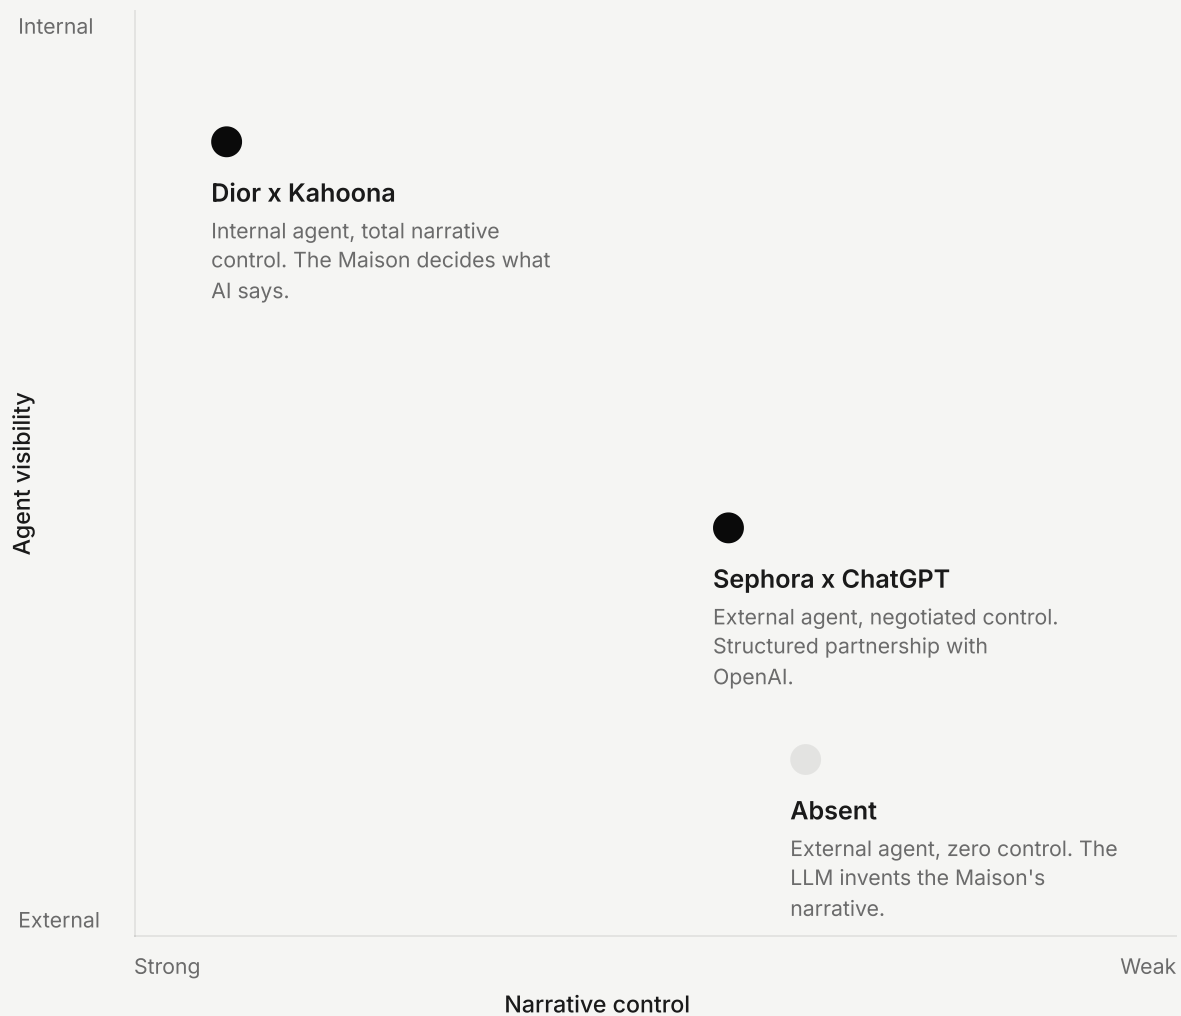 Internal
Dior x Kahoona
Internal agent, total narrative
control. The Maison decides what
AI says.
Agent visibility
Sephora x ChatGPT
External agent, negotiated control.
Structured partnership with
OpenAI.
Absent
External agent, zero control. The
LLM invents the Maison's
narrative.
External
Strong
Weak
Narrative control